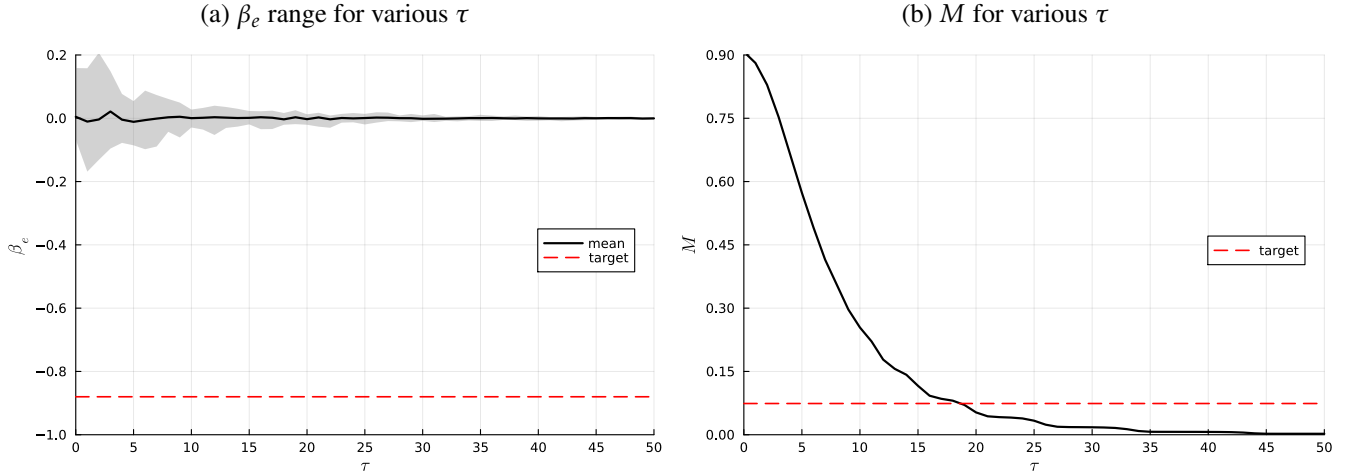 (a) βₑ range for various τ
0.2
0.0
−0.2
−0.4
−0.6
−0.8
−1.0
βₑ
mean
target
0 5 10 15 20 25 30 35 40 45 50
τ
(b) M for various τ
0.90
0.75
0.60
0.45
0.30
0.15
0.00
M
target
0 5 10 15 20 25 30 35 40 45 50
τ